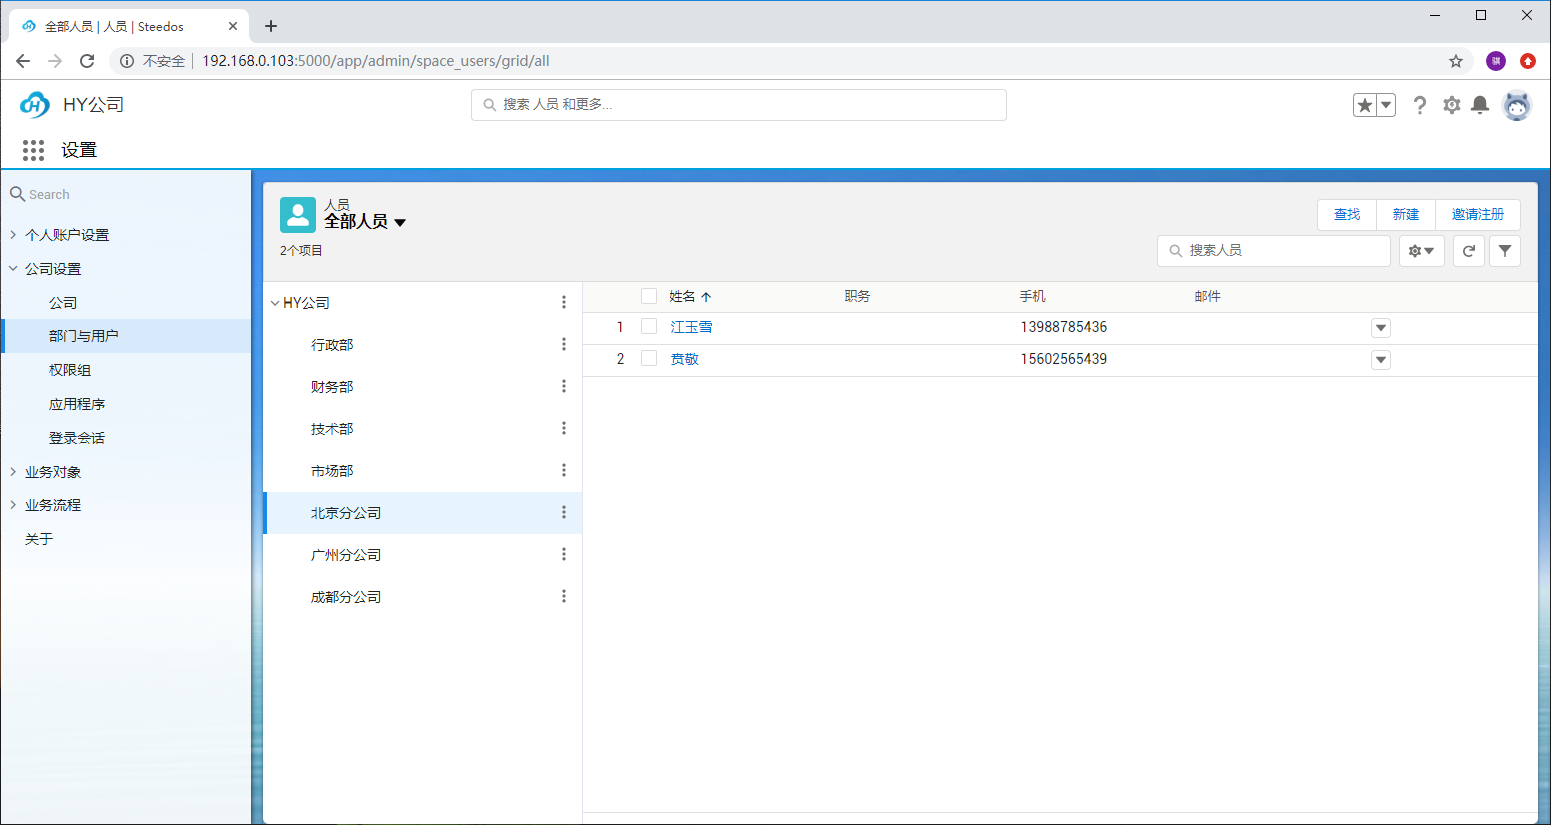 全部人员 | 人员 | Steedos
不安全 | 192.168.0.103:5000/app/admin/space_users/grid/all
骐
HY公司
搜索 人员 和更多...
设置
Search
个人账户设置
公司设置
公司
部门与用户
权限组
应用程序
登录会话
业务对象
业务流程
关于
人员
全部人员
2个项目
查找 新建 邀请注册
搜索人员
HY公司
行政部
财务部
技术部
市场部
北京分公司
广州分公司
成都分公司
姓名 职务 手机 邮件
1 江玉雪 13988785436
2 贲敬 15602565439